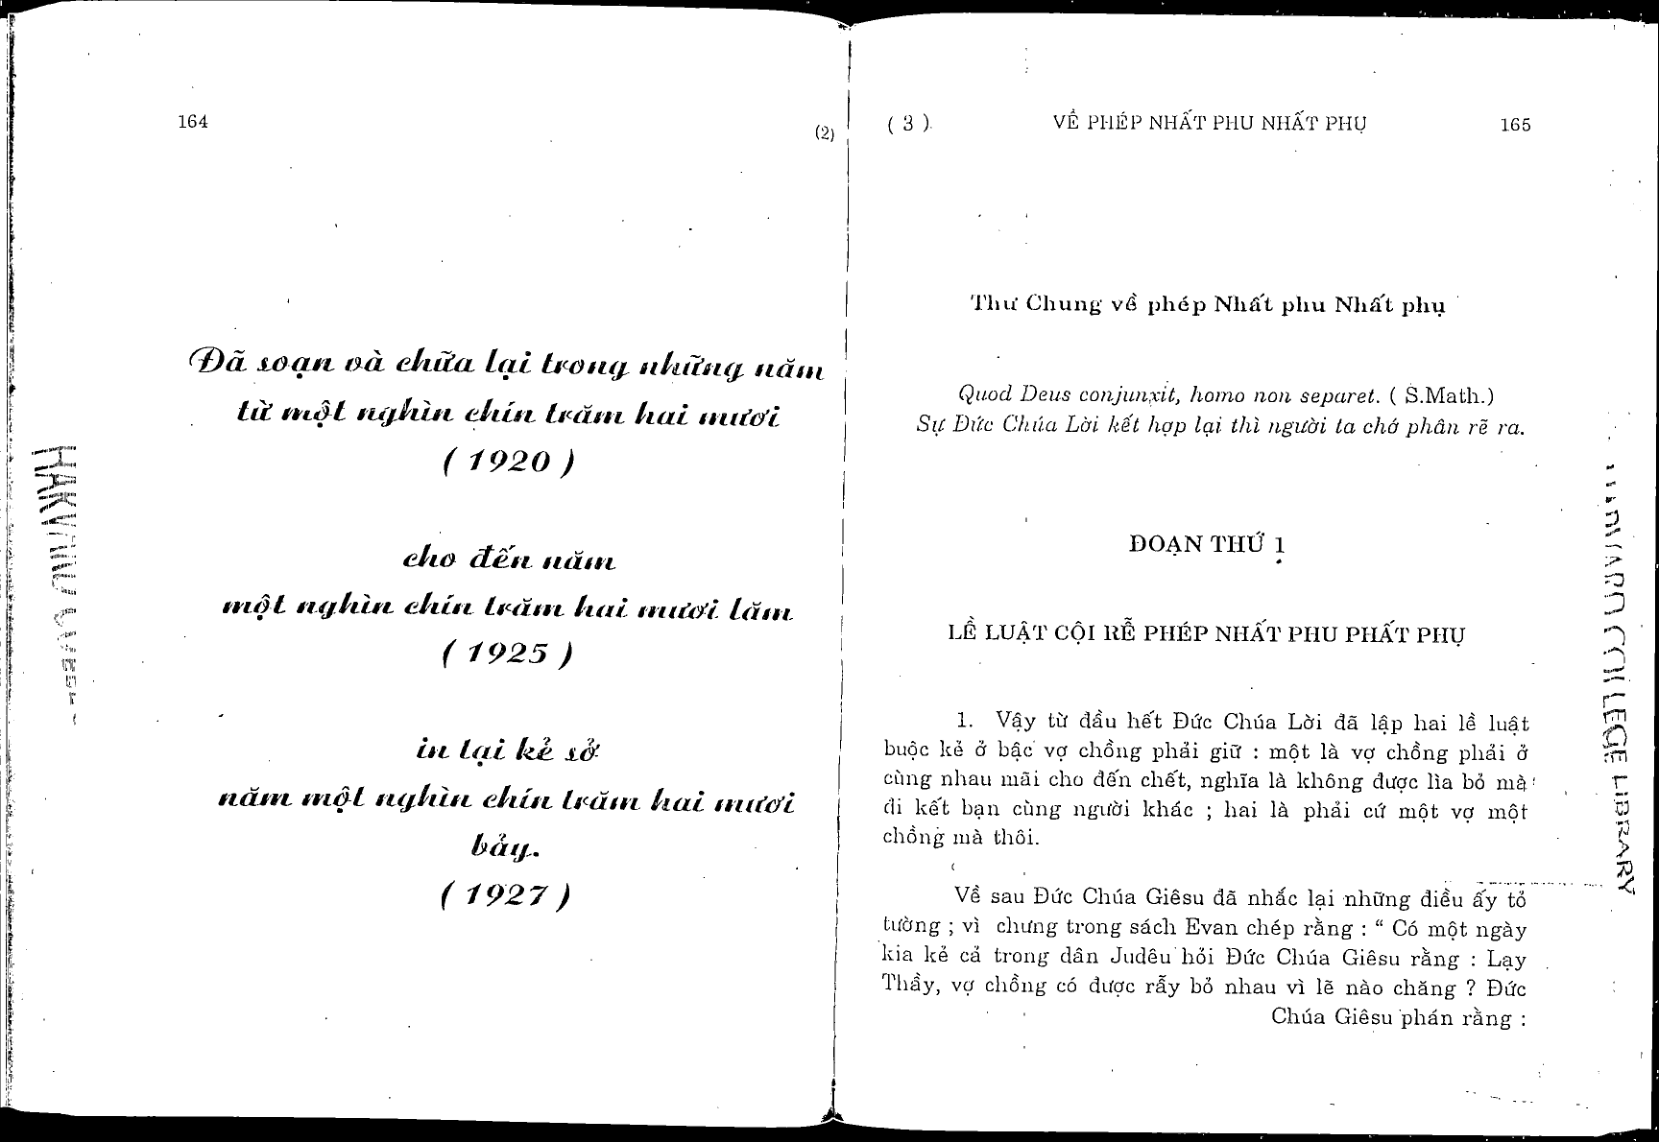 164
(2)
Đã soạn và chữa lại trong những năm
từ một nghìn chín trăm hai mươi
( 1920 )
cho đến năm
một nghìn chín trăm hai mươi lăm
( 1925 )
in lại kẻ sở
năm một nghìn chín trăm hai mươi
bảy.
( 1927 )
HARVARD COLLEGE
( 3 ) VỀ PHÉP NHẤT PHU NHẤT PHỤ 165
Thư Chung về phép Nhất phu Nhất phụ
Quod Deus conjunxit, homo non separet. ( S.Math.)
Sự Đức Chúa Lời kết hợp lại thì người ta chớ phân rẽ ra.
ĐOẠN THỨ 1
LỀ LUẬT CỘI RỄ PHÉP NHẤT PHU PHẤT PHỤ
1. Vậy từ đầu hết Đức Chúa Lời đã lập hai lề luật
buộc kẻ ở bậc vợ chồng phải giữ : một là vợ chồng phải ở
cùng nhau mãi cho đến chết, nghĩa là không được lìa bỏ mà
đi kết bạn cùng người khác ; hai là phải cứ một vợ một
chồng mà thôi.
Về sau Đức Chúa Giêsu đã nhắc lại những điều ấy tỏ
tường ; vì chưng trong sách Evan chép rằng : “ Có một ngày
kia kẻ cả trong dân Judêu hỏi Đức Chúa Giêsu rằng : Lạy
Thầy, vợ chồng có được rẫy bỏ nhau vì lẽ nào chăng ? Đức
Chúa Giêsu phán rằng :
HARVARD COLLEGE LIBRARY